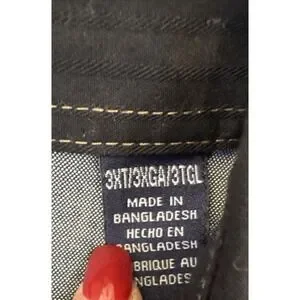 3XT/3XGA/3TGL
MADE IN
BANGLADESH
HECHO EN
BANGLADESH
FABRIQUE AU
BANGLADES